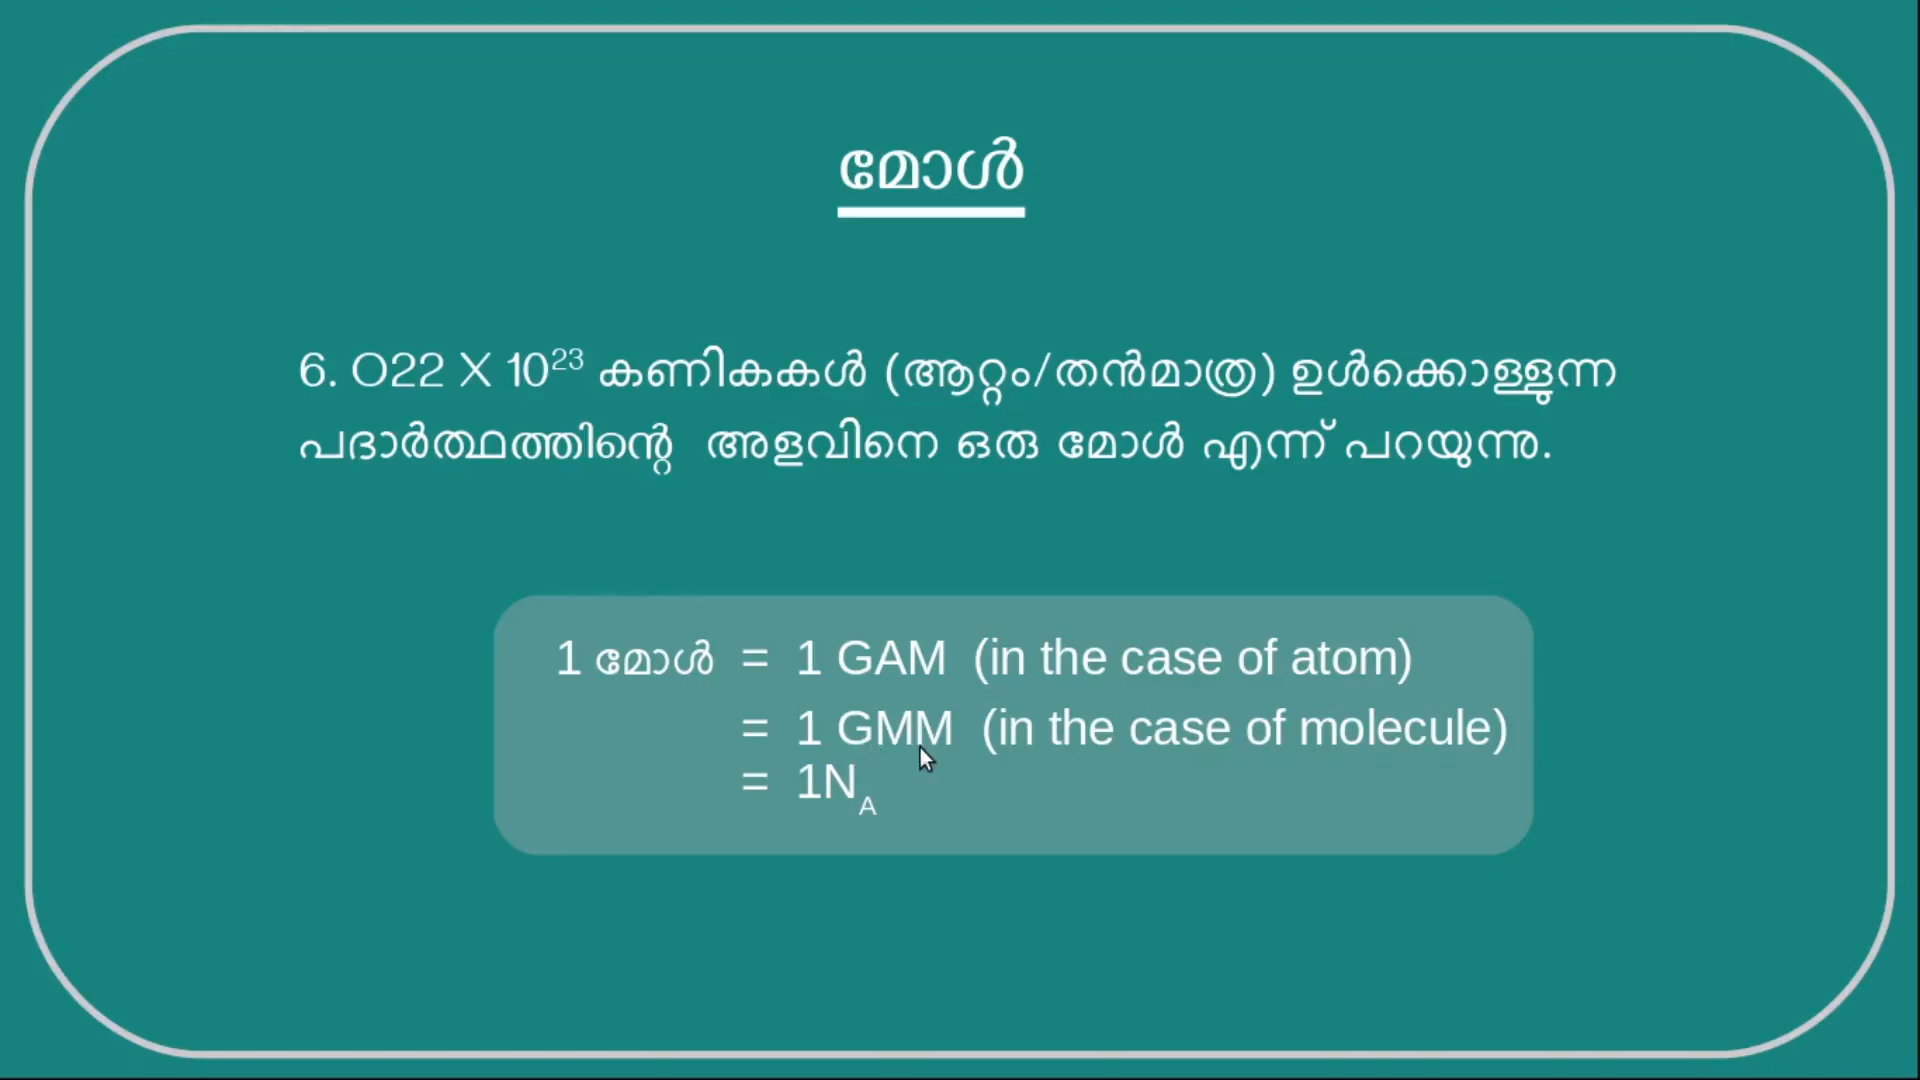 മോൾ
6. O22 X 10²³ കണികകൾ (ആറ്റം/തൻമാത്ര) ഉൾക്കൊള്ളുന്ന
പദാർത്ഥത്തിന്റെ അളവിനെ ഒരു മോൾ എന്ന് പറയുന്നു.
1 മോൾ = 1 GAM (in the case of atom)
= 1 GMM (in the case of molecule)
= 1N_A